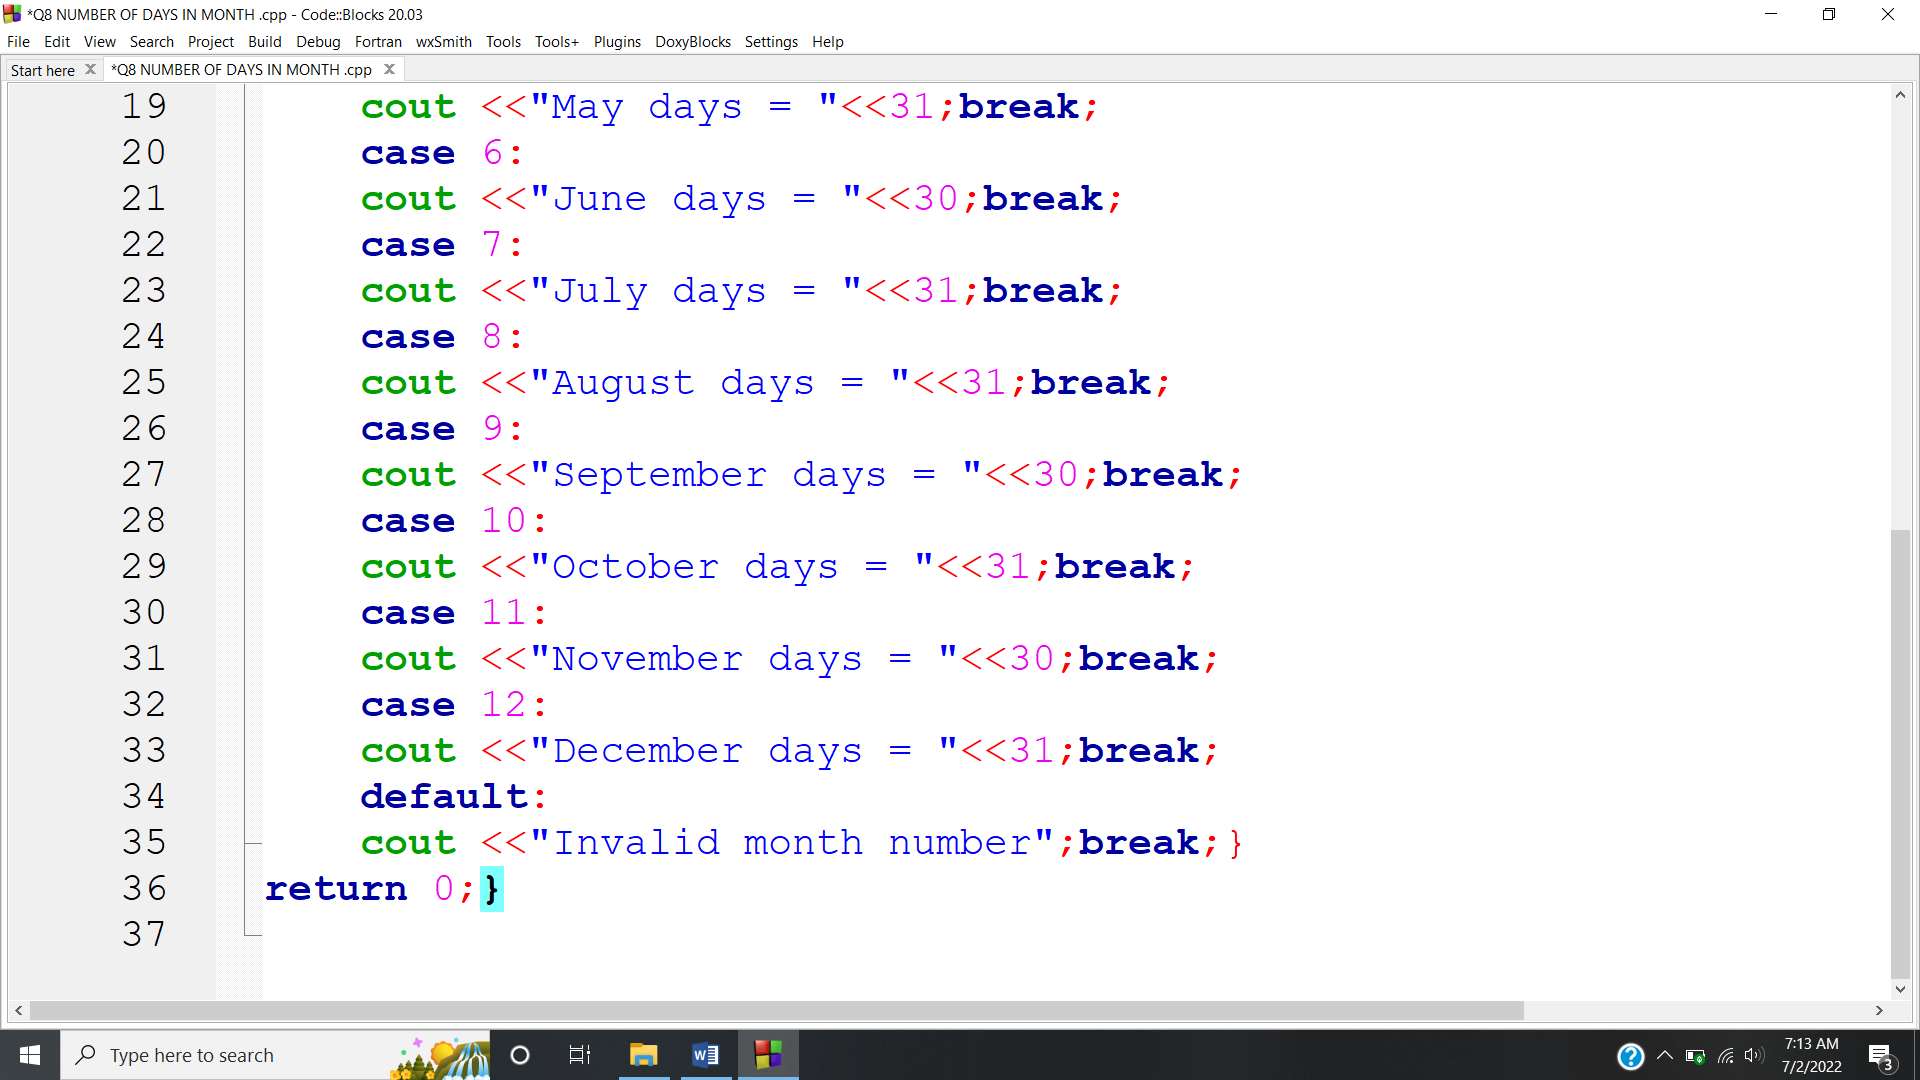 *Q8 NUMBER OF DAYS IN MONTH .cpp - Code::Blocks 20.03
File Edit View Search Project Build Debug Fortran wxSmith Tools Tools+ Plugins DoxyBlocks Settings Help
Start here *Q8 NUMBER OF DAYS IN MONTH .cpp
19 cout <<"May days = "<<31;break;
20 case 6:
21 cout <<"June days = "<<30;break;
22 case 7:
23 cout <<"July days = "<<31;break;
24 case 8:
25 cout <<"August days = "<<31;break;
26 case 9:
27 cout <<"September days = "<<30;break;
28 case 10:
29 cout <<"October days = "<<31;break;
30 case 11:
31 cout <<"November days = "<<30;break;
32 case 12:
33 cout <<"December days = "<<31;break;
34 default:
35 cout <<"Invalid month number";break;}
36 return 0;}
37
Type here to search
7:13 AM
7/2/2022
3